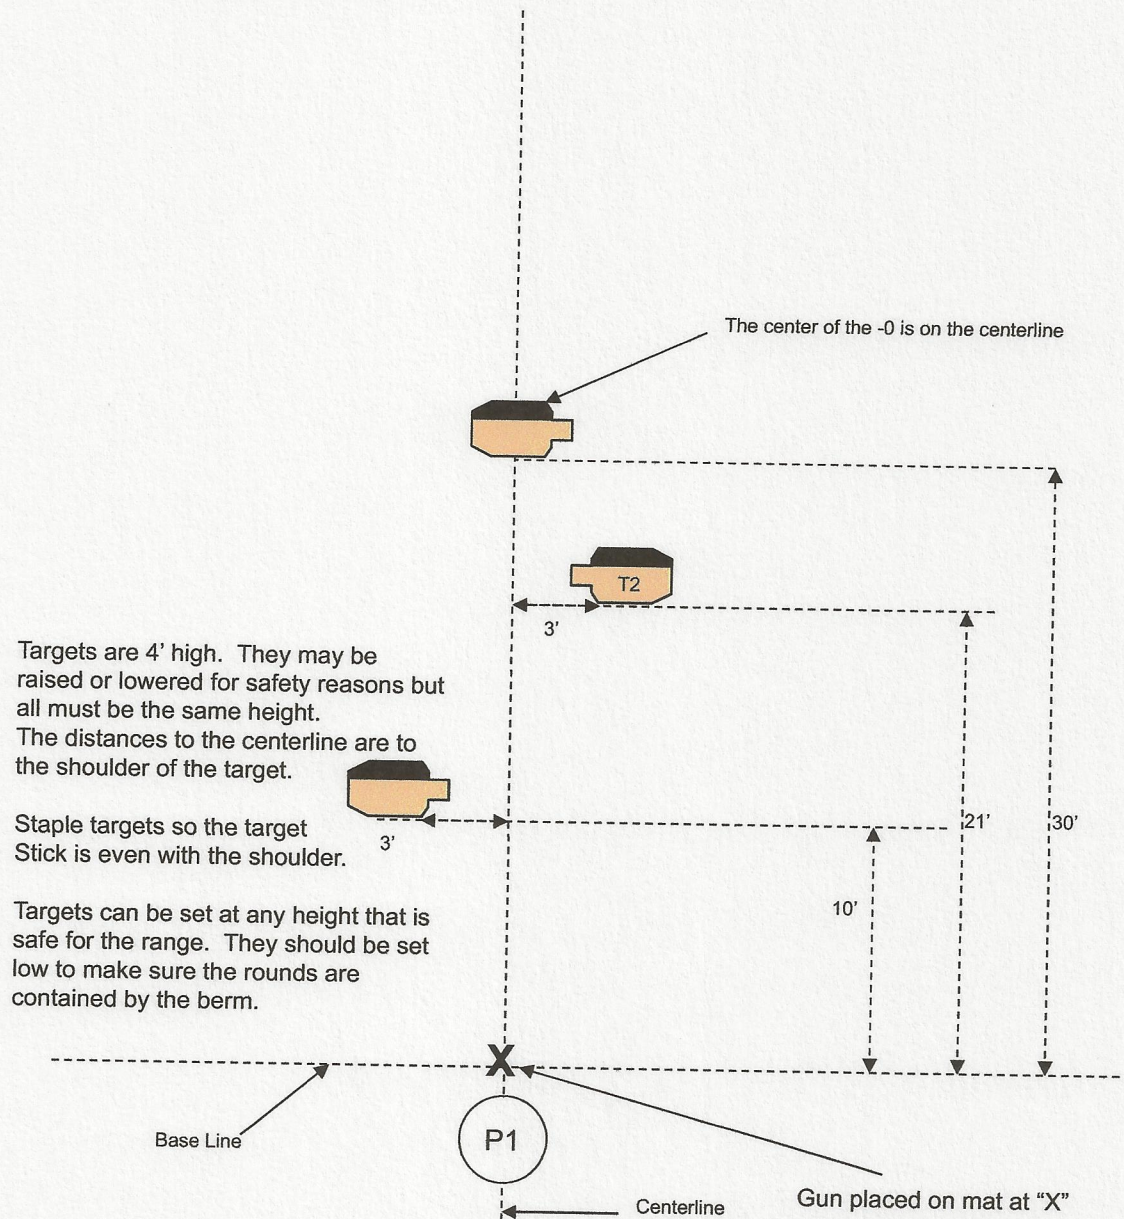 The center of the -0 is on the centerline
T2
3'
Targets are 4' high.  They may be
raised or lowered for safety reasons but
all must be the same height.
The distances to the centerline are to
the shoulder of the target.
21'
30'
Staple targets so the target
Stick is even with the shoulder.
3'
10'
Targets can be set at any height that is
safe for the range.  They should be set
low to make sure the rounds are
contained by the berm.
X
Base Line
P1
Gun placed on mat at “X”
Centerline